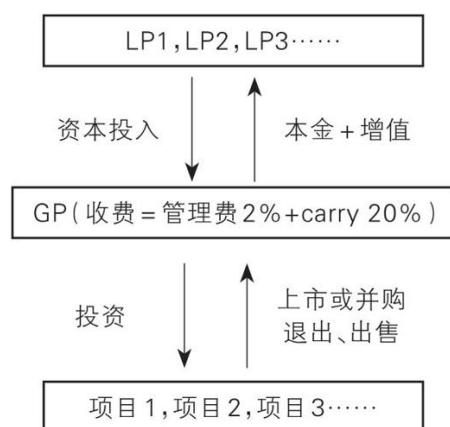 LP1,LP2,LP3……
资本投入
本金+增值
GP(收费=管理费2%+carry 20%)
投资
上市或并购
退出、出售
项目1,项目2,项目3……